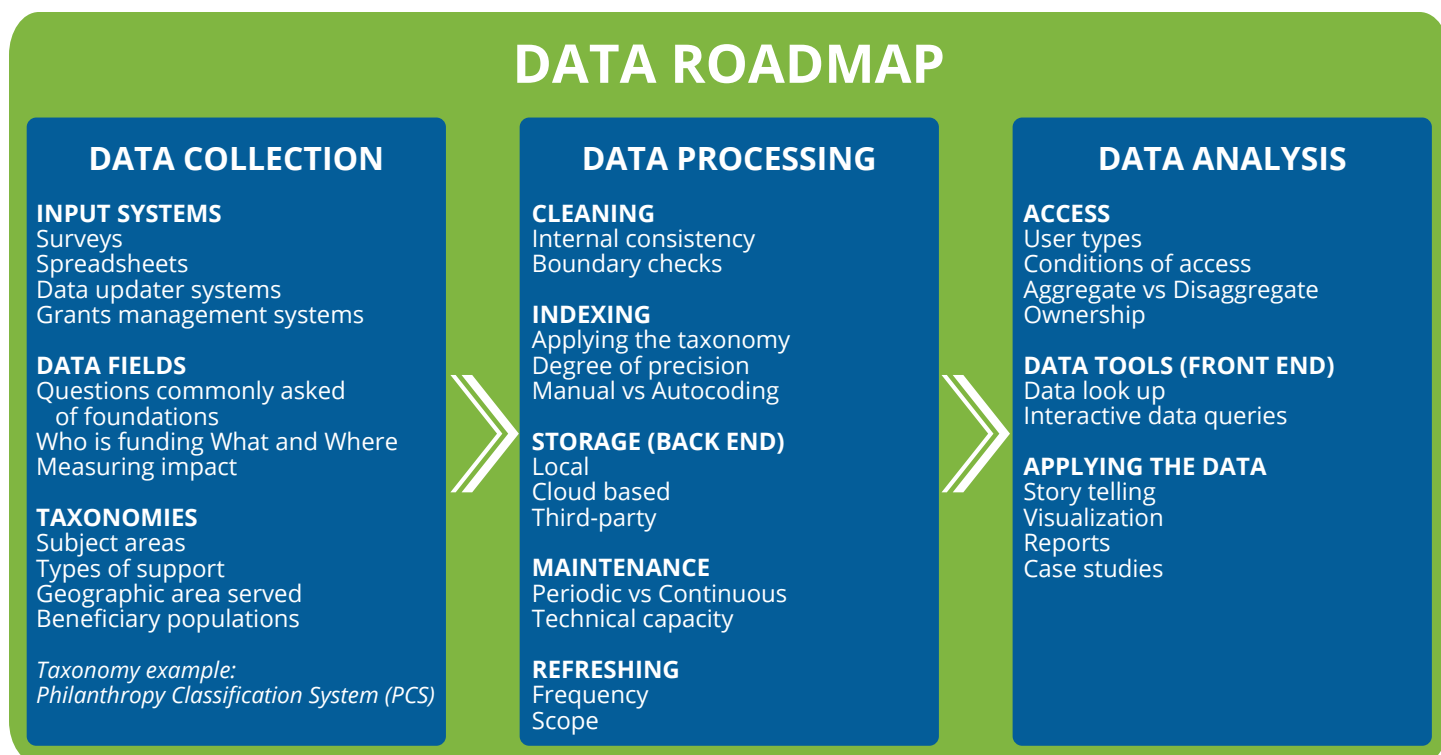 DATA ROADMAP
DATA COLLECTION
INPUT SYSTEMS
Surveys
Spreadsheets
Data updater systems
Grants management systems
DATA FIELDS
Questions commonly asked
of foundations
Who is funding What and Where
Measuring impact
TAXONOMIES
Subject areas
Types of support
Geographic area served
Beneficiary populations
Taxonomy example:
Philanthropy Classification System (PCS)
DATA PROCESSING
CLEANING
Internal consistency
Boundary checks
INDEXING
Applying the taxonomy
Degree of precision
Manual vs Autocoding
STORAGE (BACK END)
Local
Cloud based
Third-party
MAINTENANCE
Periodic vs Continuous
Technical capacity
REFRESHING
Frequency
Scope
DATA ANALYSIS
ACCESS
User types
Conditions of access
Aggregate vs Disaggregate
Ownership
DATA TOOLS (FRONT END)
Data look up
Interactive data queries
APPLYING THE DATA
Story telling
Visualization
Reports
Case studies